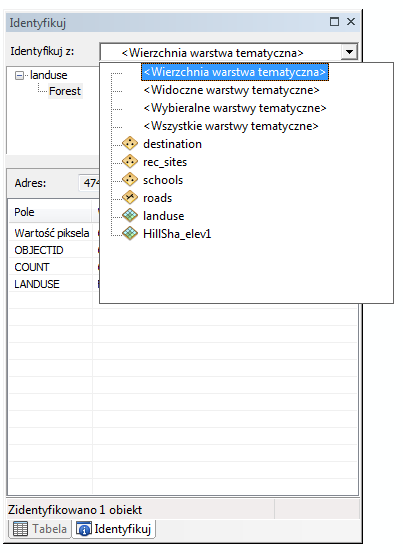 Identyfikuj
Identyfikuj z: <Wierzchnia warstwa tematyczna>
landuse
Forest
<Wierzchnia warstwa tematyczna>
<Widoczne warstwy tematyczne>
<Wybieralne warstwy tematyczne>
<Wszystkie warstwy tematyczne>
destination
rec_sites
schools
roads
landuse
HillSha_elev1
Adres: 474
Pole
Wartość piksela
OBJECTID
COUNT
LANDUSE
Zidentyfikowano 1 obiekt
Tabela Identyfikuj